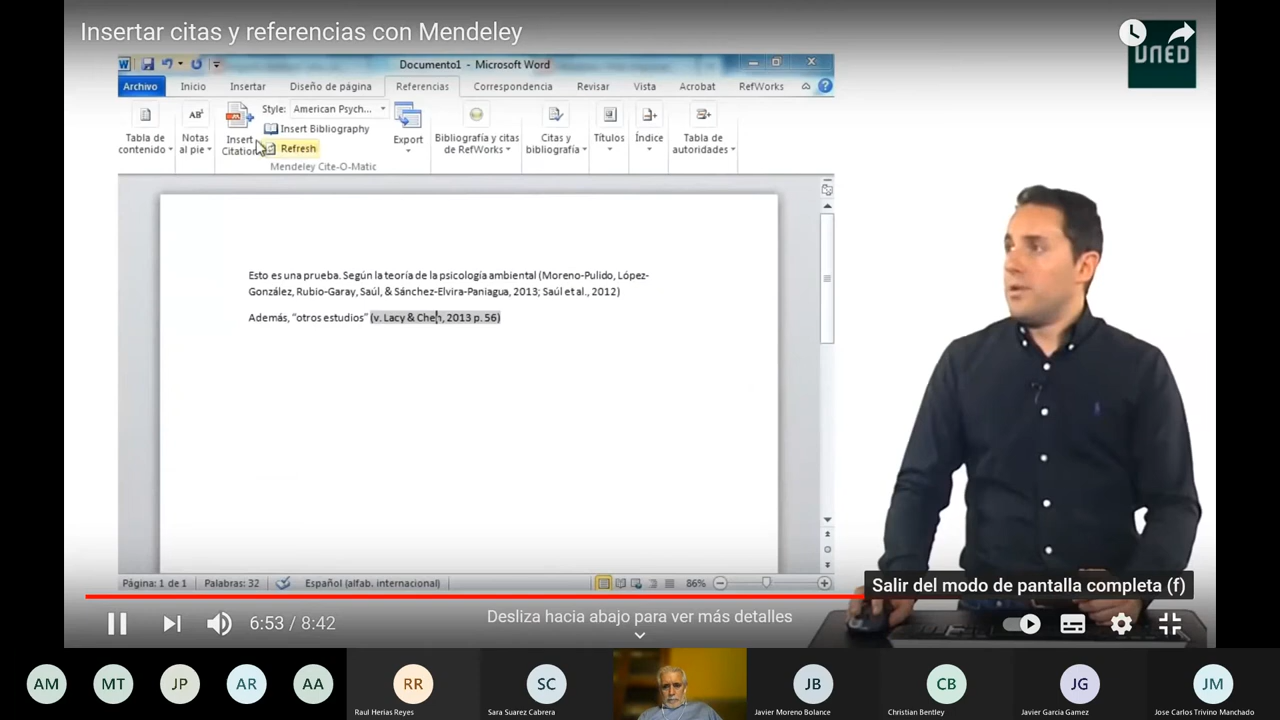 Insertar citas y referencias con Mendeley
UNED
Documento1 - Microsoft Word
Archivo Inicio Insertar Diseño de página Referencias Correspondencia Revisar Vista Acrobat RefWorks
Tabla de contenido
Notas al pie
Insert Citation
Style: American Psych...
Insert Bibliography
Refresh
Export
Mendeley Cite-O-Matic
Bibliografía y citas de RefWorks
Citas y bibliografía
Títulos
Índice
Tabla de autoridades
Esto es una prueba. Según la teoría de la psicología ambiental (Moreno-Pulido, López-
González, Rubio-Garay, Saúl, & Sánchez-Elvira-Paniagua, 2013; Saúl et al., 2012)
Además, “otros estudios” (v. Lacy & Chen, 2013 p. 56)
Página: 1 de 1 Palabras: 32 Español (alfab. internacional) 86%
Salir del modo de pantalla completa (f)
6:53 / 8:42
Desliza hacia abajo para ver más detalles
AM MT JP AR AA RR SC JB CB JG JM
Raul Herias Reyes
Sara Suarez Cabrera
Javier Moreno Bolance
Christian Bentley
Javier Garcia Gamez
Jose Carlos Trivino Manchado